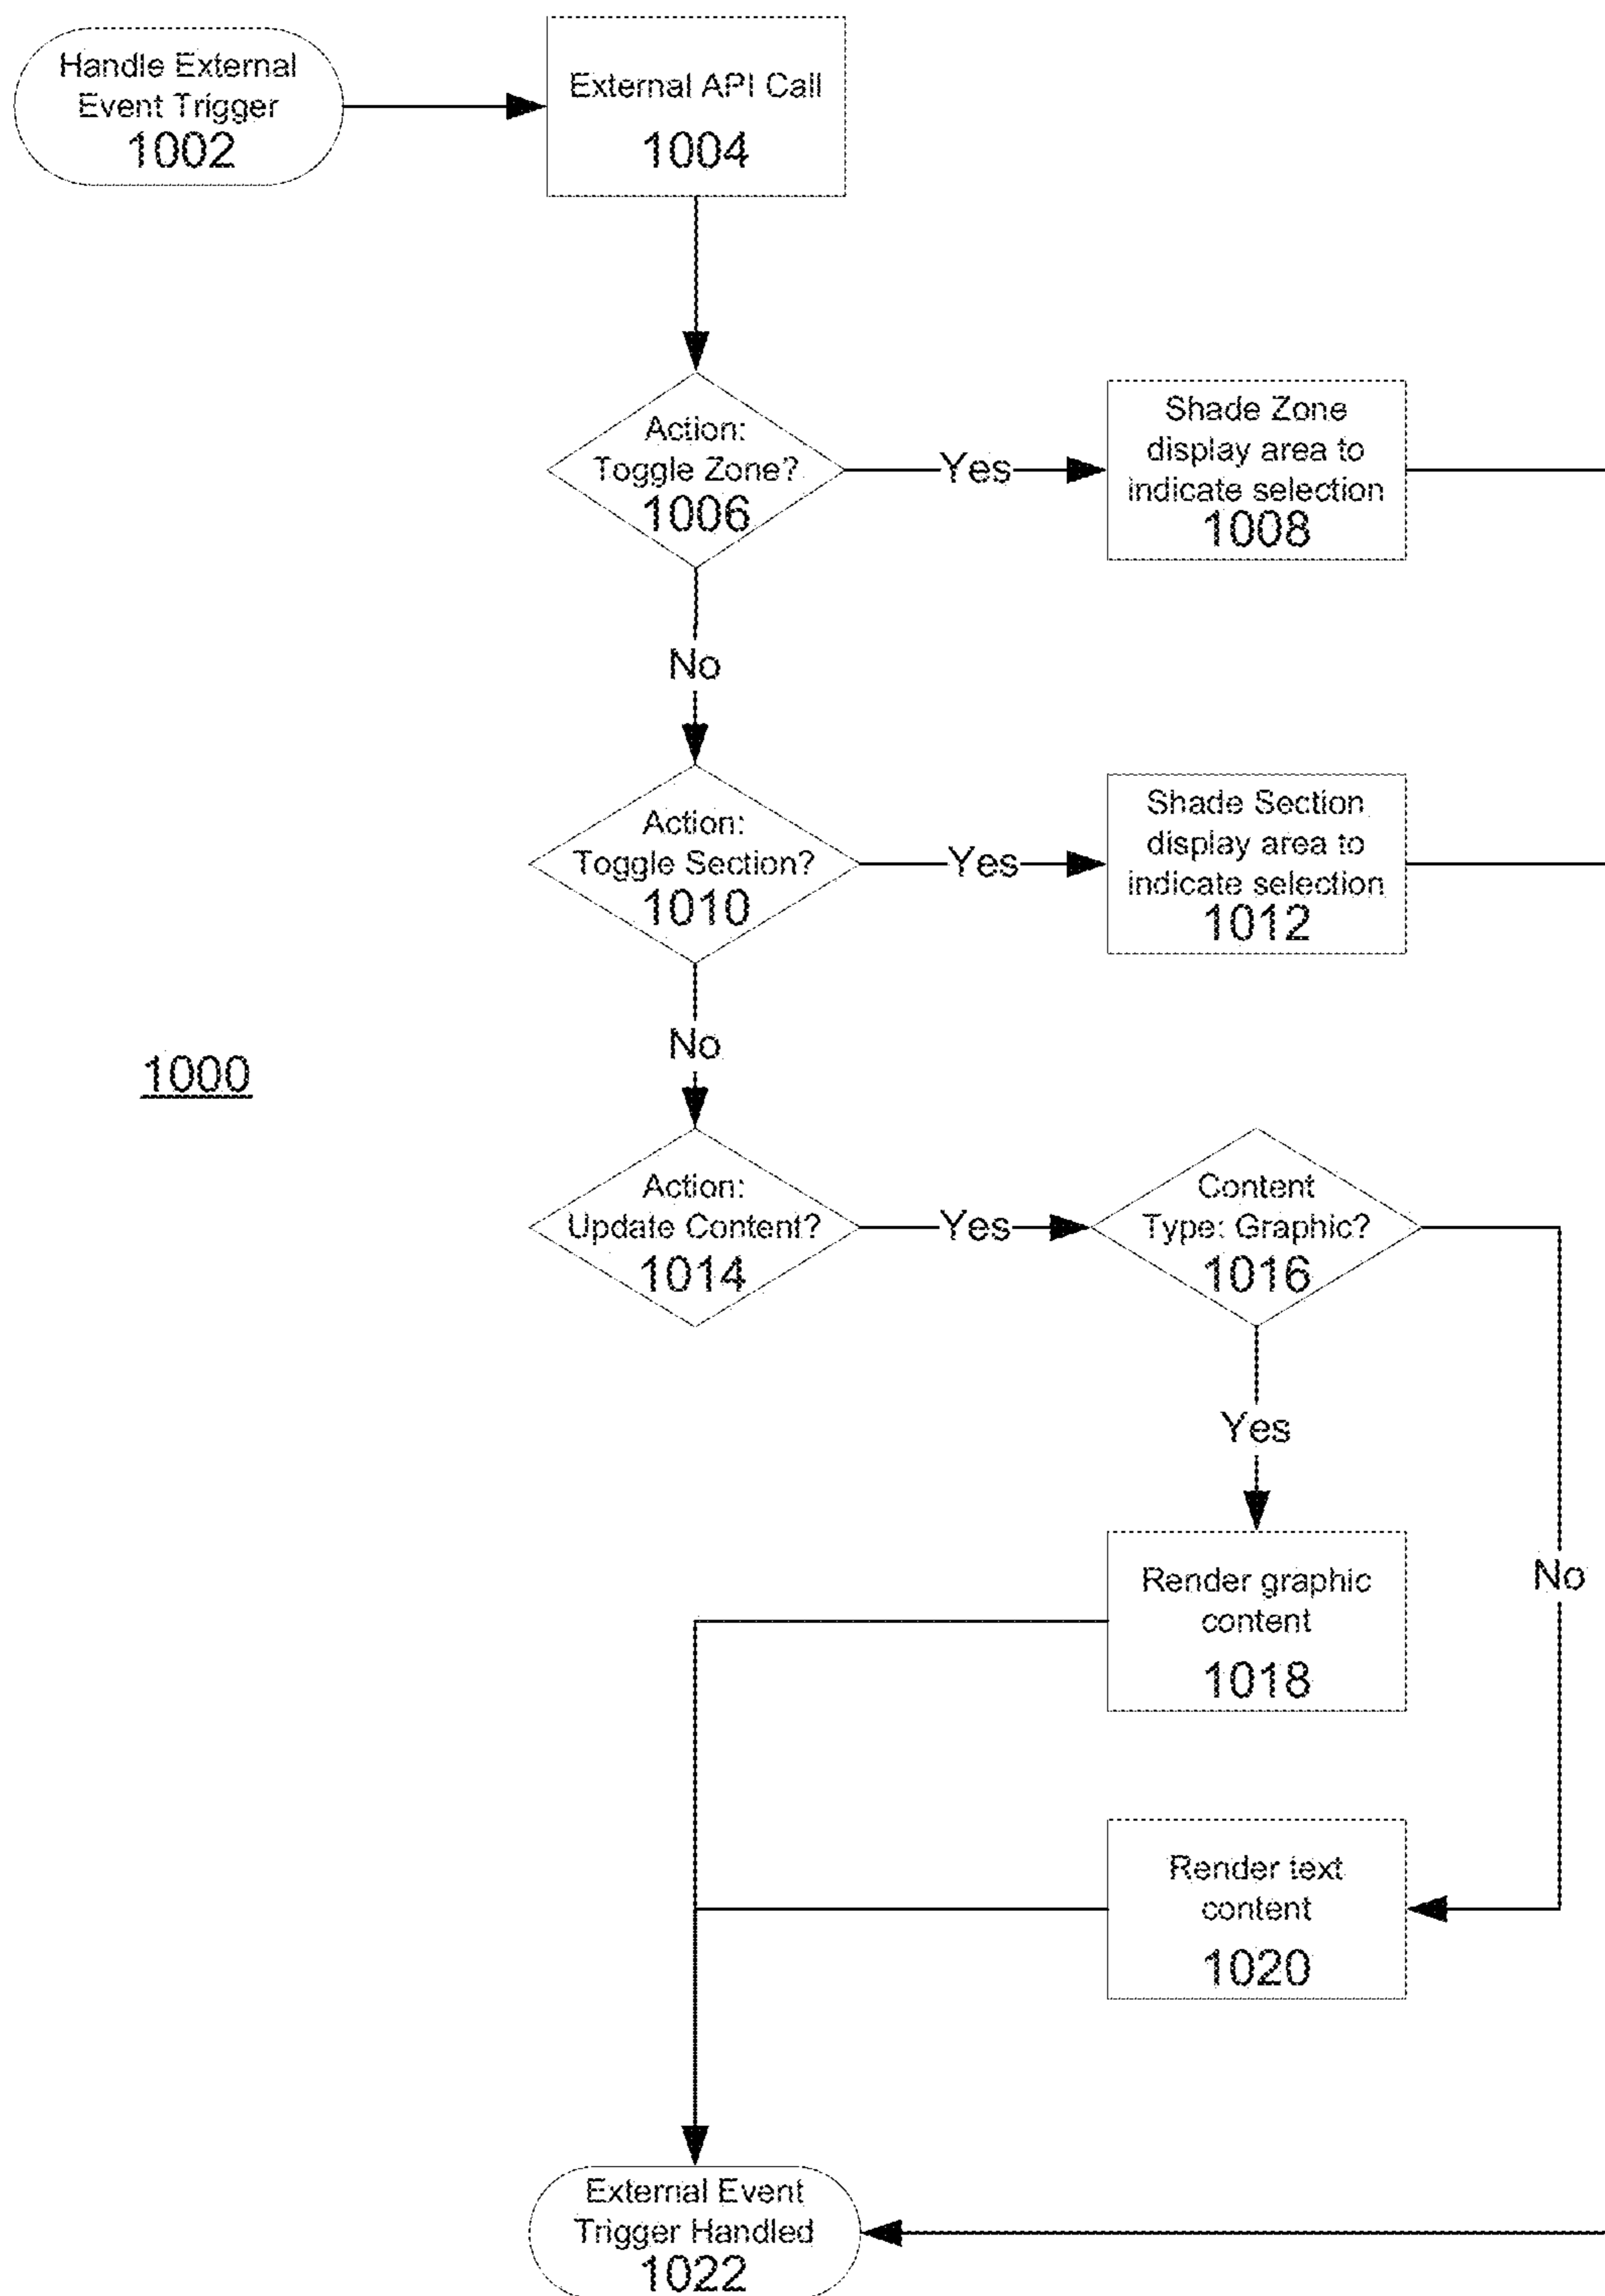 Handle External
Event Trigger
1002
External API Call
1004
Action:
Toggle Zone?
1006
Yes
Shade Zone
display area to
indicate selection
1008
No
Action:
Toggle Section?
1010
Yes
Shade Section
display area to
indicate selection
1012
No
1000
Action:
Update Content?
1014
Yes
Content
Type: Graphic?
1016
Yes
No
Render graphic
content
1018
Render text
content
1020
External Event
Trigger Handled
1022